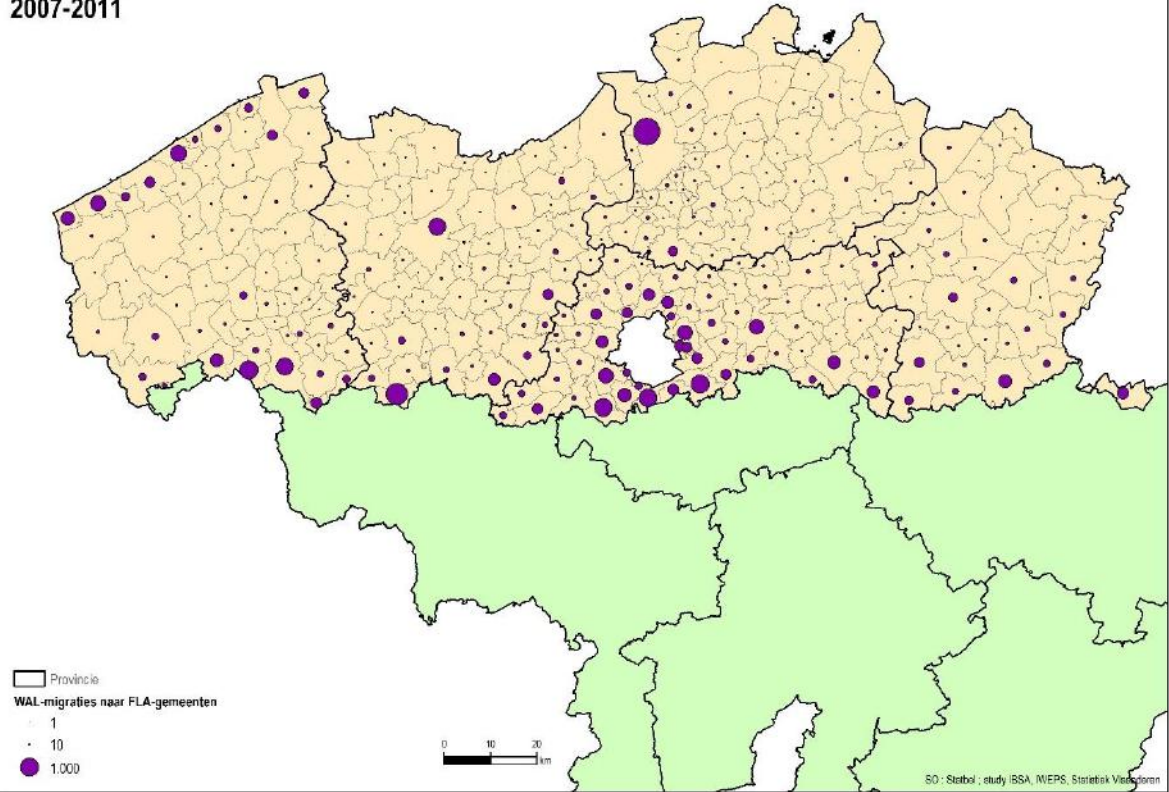 2007-2011
Provincie
WAL-migraties naar FLA-gemeenten
1
10
1.000
0 10 20
km
SO : Statbel ; study IBSA, IWEPS, Statistiek Vlaanderen